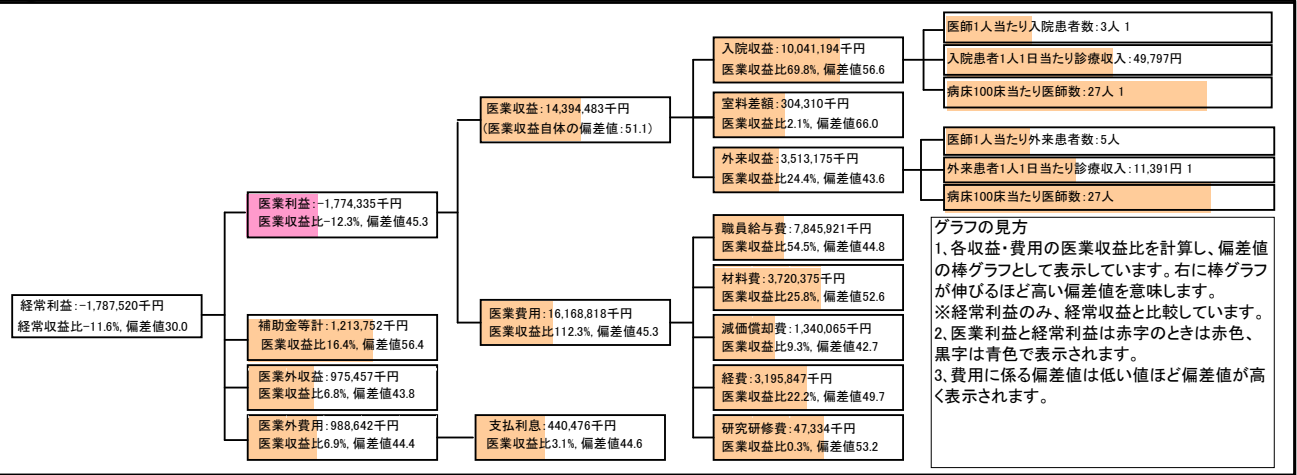 経常利益:-1,787,520千円
経常収益比-11.6%, 偏差値30.0
医業利益:-1,774,335千円
医業収益比-12.3%, 偏差値45.3
補助金等計:1,213,752千円
医業収益比16.4%, 偏差値56.4
医業外収益:975,457千円
医業収益比6.8%, 偏差値43.8
医業外費用:988,642千円
医業収益比6.9%, 偏差値44.4
医業収益:14,394,483千円
(医業収益自体の偏差値:51.1)
医業費用:16,168,818千円
医業収益比112.3%, 偏差値45.3
支払利息:440,476千円
医業収益比3.1%, 偏差値44.6
入院収益:10,041,194千円
医業収益比69.8%, 偏差値56.6
室料差額:304,310千円
医業収益比2.1%, 偏差値66.0
外来収益:3,513,175千円
医業収益比24.4%, 偏差値43.6
職員給与費:7,845,921千円
医業収益比54.5%, 偏差値44.8
材料費:3,720,375千円
医業収益比25.8%, 偏差値52.6
減価償却費:1,340,065千円
医業収益比9.3%, 偏差値42.7
経費:3,195,847千円
医業収益比22.2%, 偏差値49.7
研究研修費:47,334千円
医業収益比0.3%, 偏差値53.2
医師1人当たり入院患者数:3人 1
入院患者1人1日当たり診療収入:49,797円
病床100床当たり医師数:27人 1
医師1人当たり外来患者数:5人
外来患者1人1日当たり診療収入:11,391円 1
病床100床当たり医師数:27人
グラフの見方
1、各収益・費用の医業収益比を計算し、偏差値
の棒グラフとして表示しています。右に棒グラフ
が伸びるほど高い偏差値を意味します。
※経常利益のみ、経常収益と比較しています。
2、医業利益と経常利益は赤字のときは赤色、
黒字は青色で表示されます。
3、費用に係る偏差値は低い値ほど偏差値が高
く表示されます。